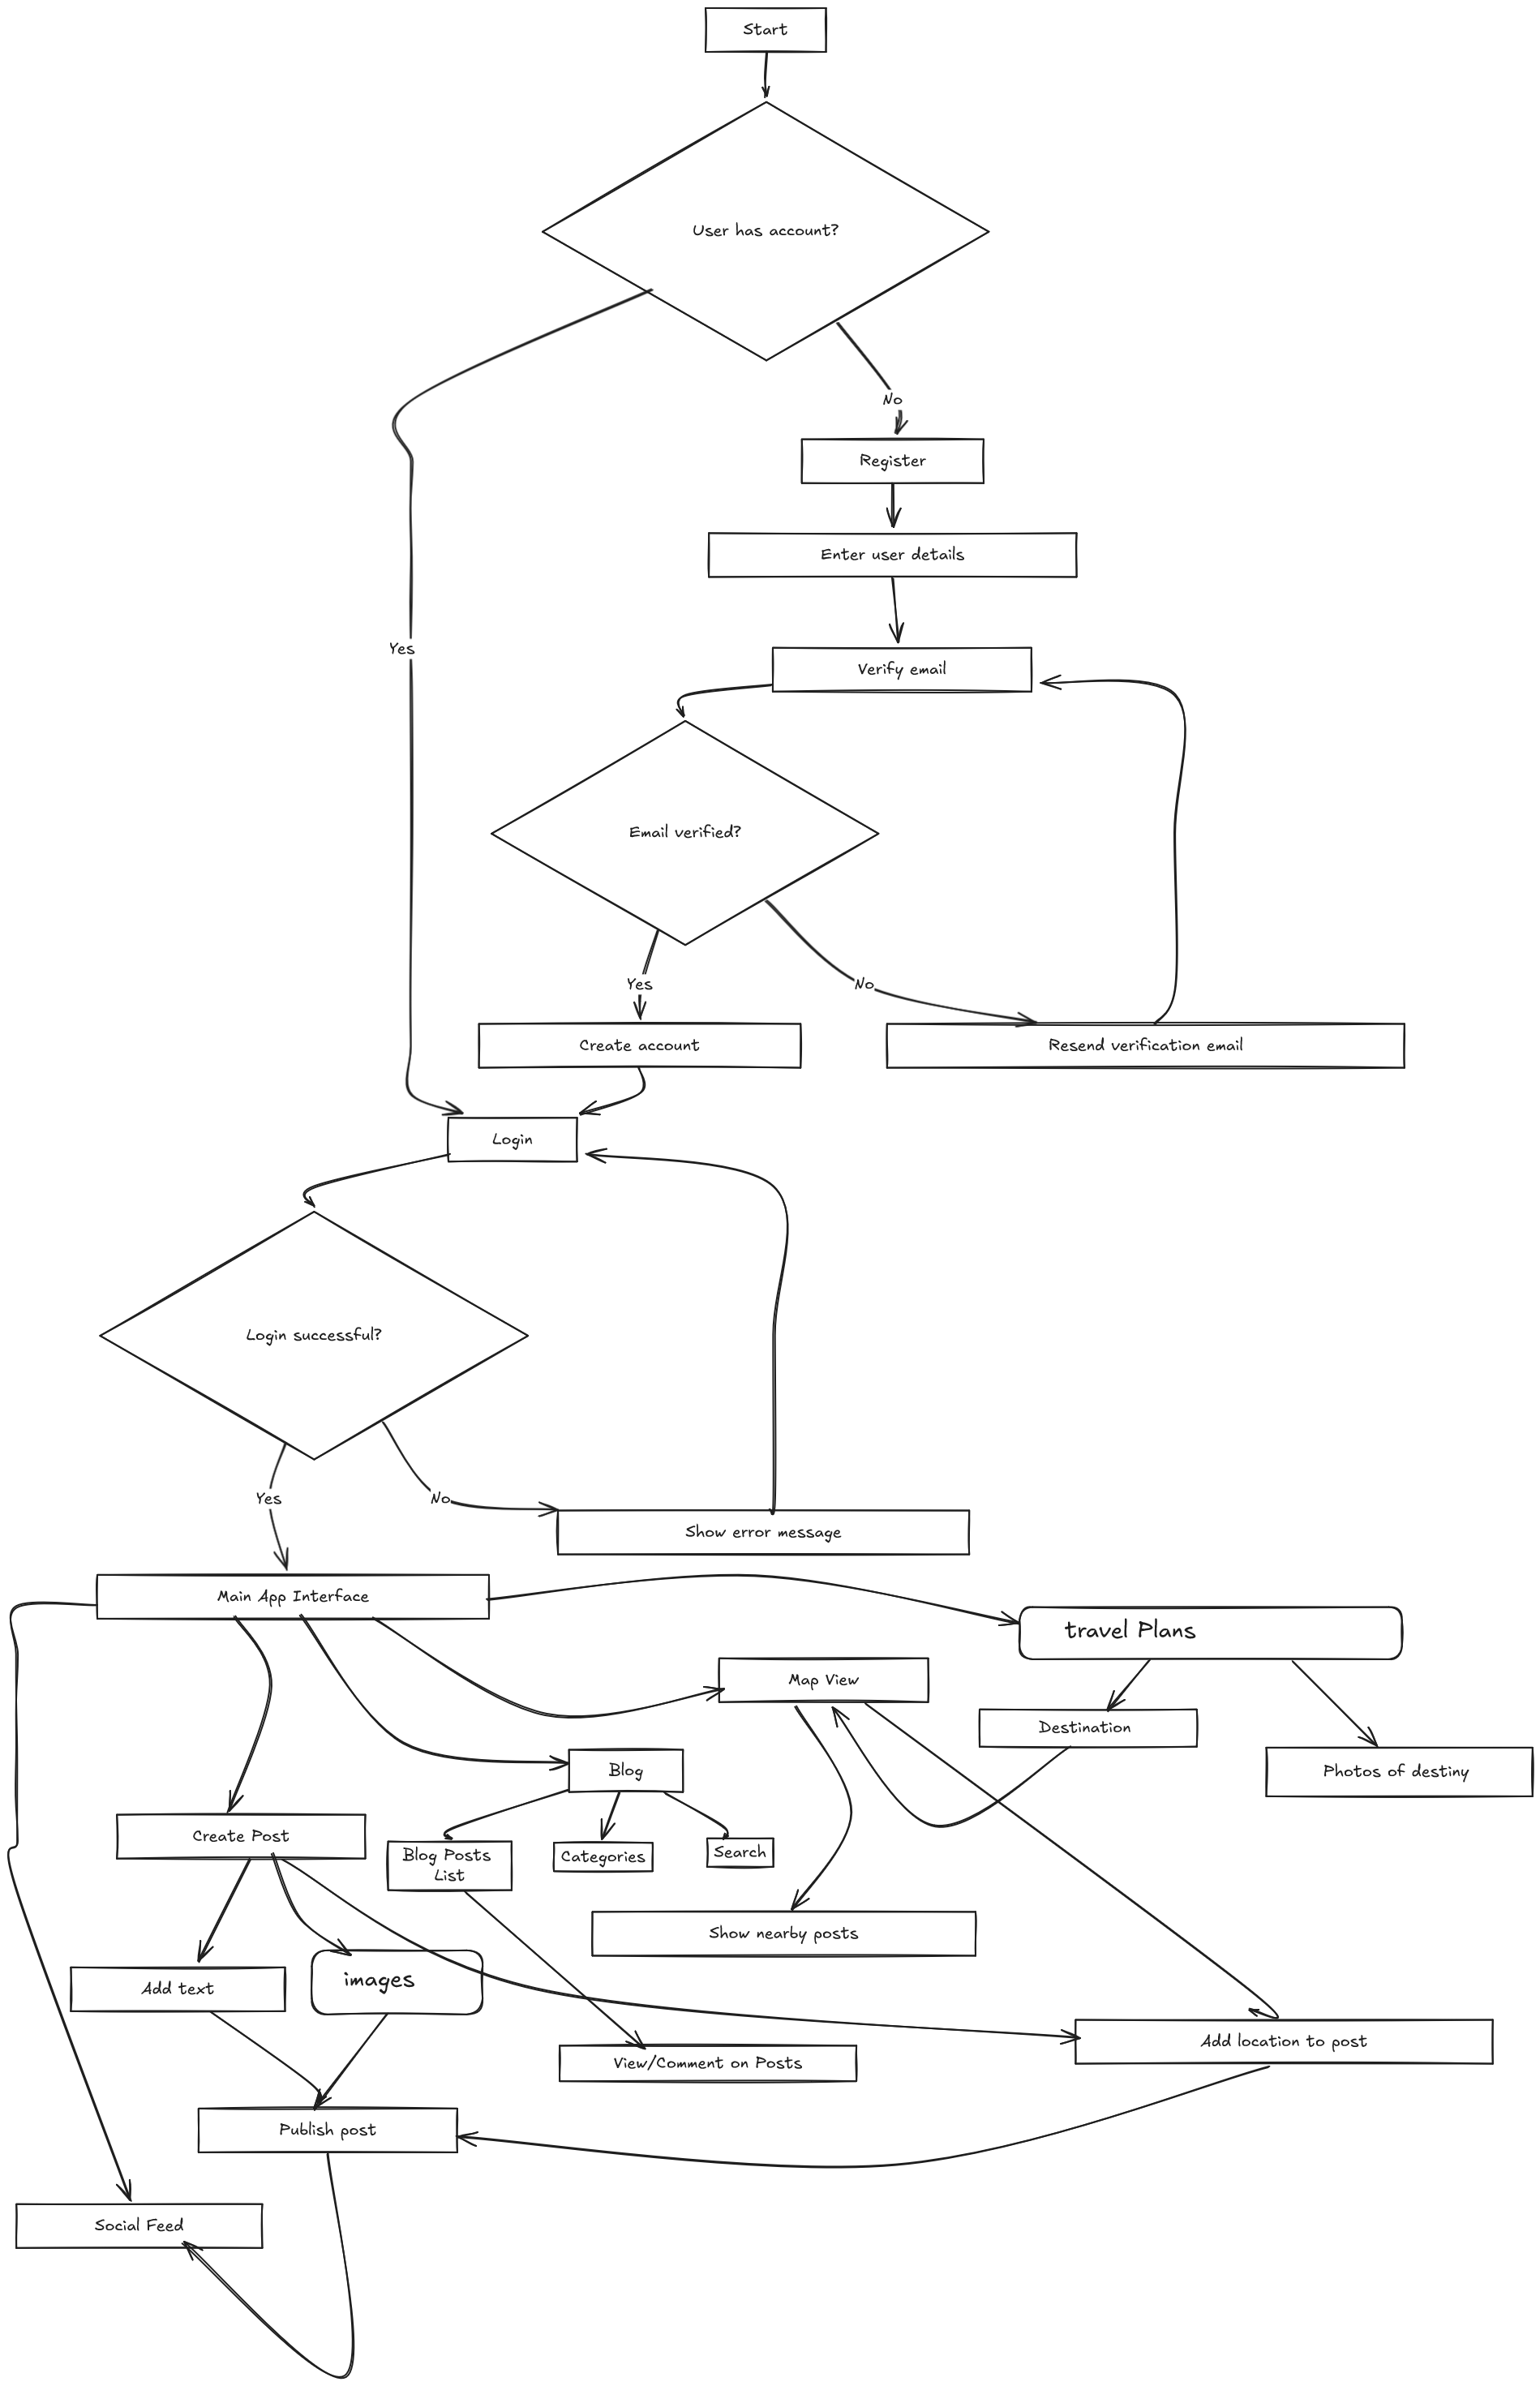 Start
User has account?
No
Register
Enter user details
Yes
Verify email
Email verified?
Yes
No
Create account
Resend verification email
Login
Login successful?
Yes
No
Show error message
Main App Interface
travel Plans
Map View
Destination
Blog
Photos of destiny
Create Post
Blog Posts
List
Categories
Search
Show nearby posts
Add text
images
Add location to post
View/Comment on Posts
Publish post
Social Feed